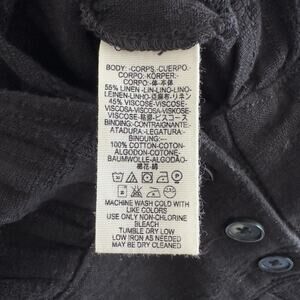 BODY:-CORPS,-CUERPO,-
CORPO;-KÖRPER;-
CORPO:-体·本体
55% LINEN-LIN-LINO-LINO-
LEINEN-LINHO-亚麻布-リネン
45% VISCOSE-VISCOSE-
VISCOSA-VISCOSA-VISKOSE-
VISCOSE-粘胶-ビスコース
BINDING:-CONTRAIGNANTE:-
ATADURA-LEGATURA:-
BINDUNG:-
100% COTTON-COTON-
ALGODON-COTONE-
BAUMWOLLE-ALGODÃO-
棉花-綿
MACHINE WASH COLD WITH
LIKE COLORS
USE ONLY NON-CHLORINE
BLEACH
TUMBLE DRY LOW
LOW IRON AS NEEDED
MAY BE DRY CLEANED